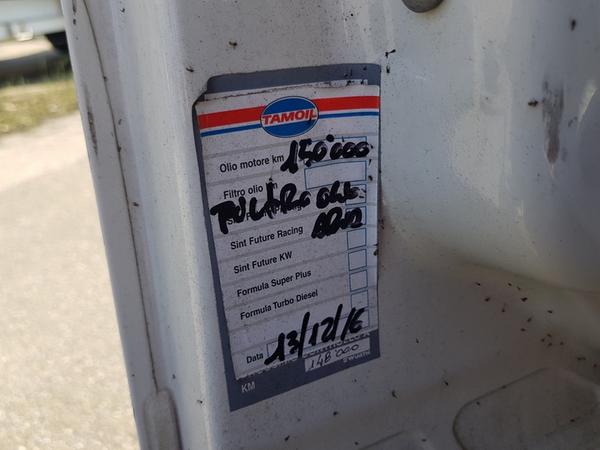 TAMOIL
Olio motore km 150'000
Filtro olio
Sint Future Racing
Sint Future KW
Formula Super Plus
Formula Turbo Diesel
Data 13/12/16
148'000
KM WÜRTH